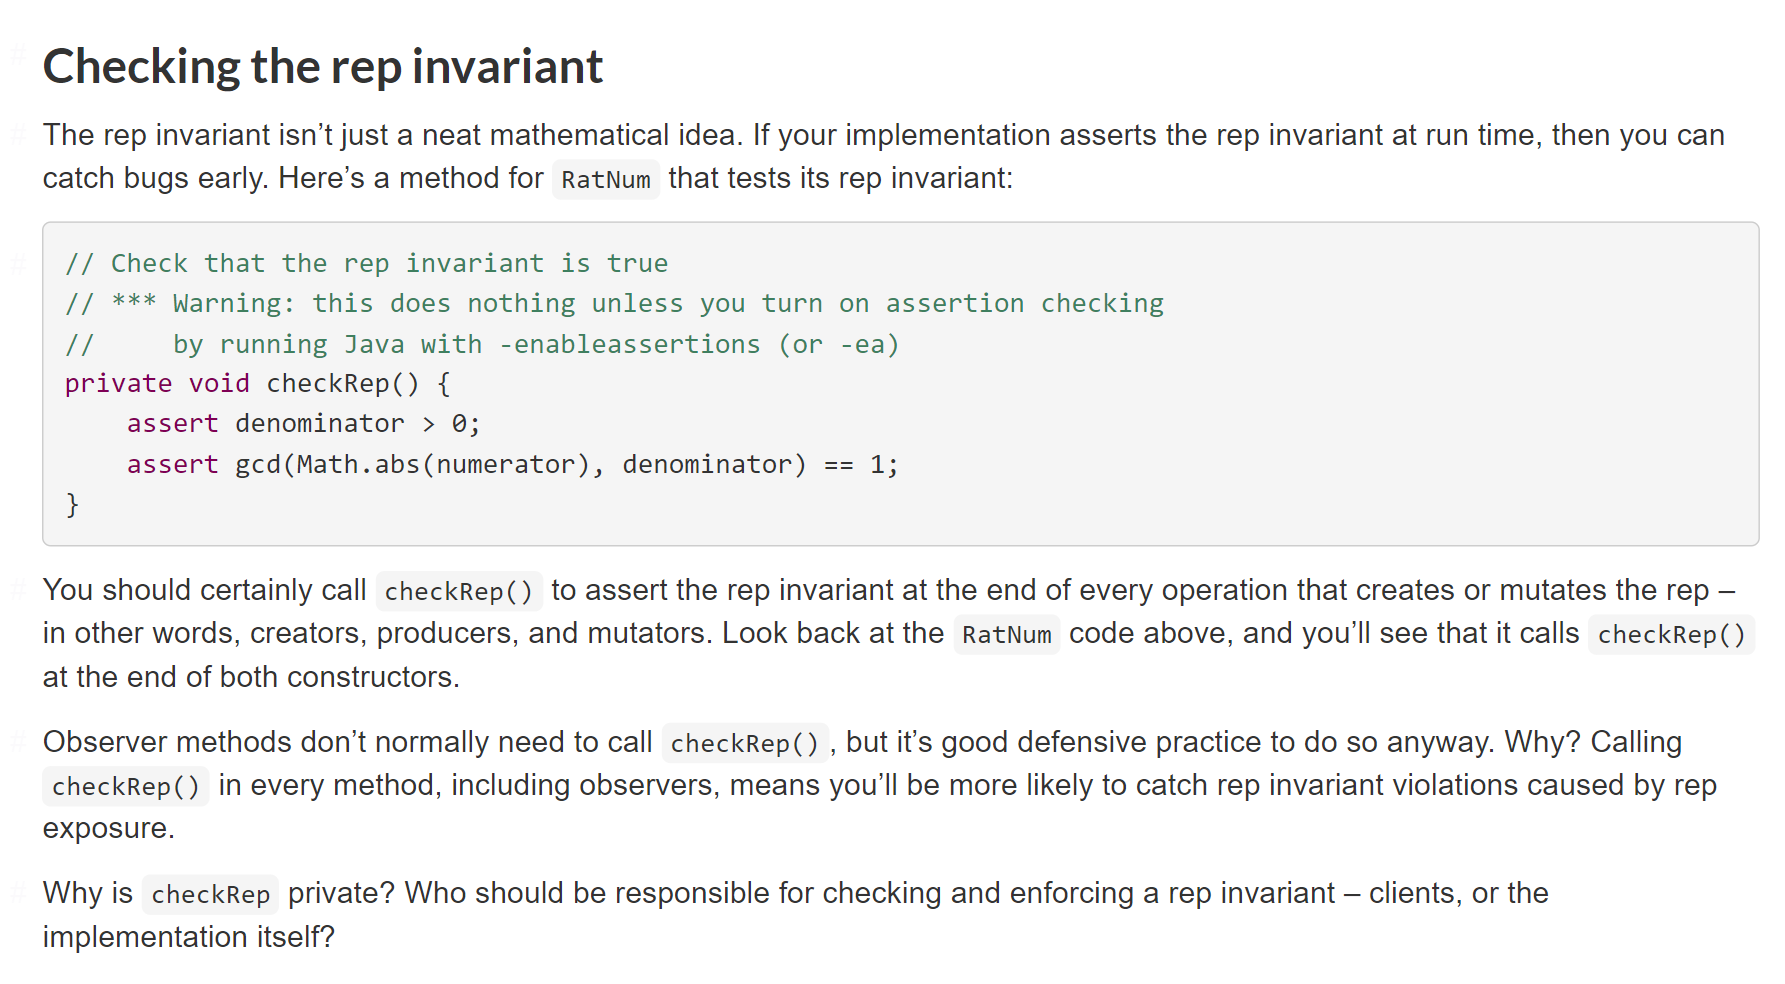 Checking the rep invariant
The rep invariant isn’t just a neat mathematical idea. If your implementation asserts the rep invariant at run time, then you can
catch bugs early. Here’s a method for RatNum that tests its rep invariant:
// Check that the rep invariant is true
// *** Warning: this does nothing unless you turn on assertion checking
//     by running Java with -enableassertions (or -ea)
private void checkRep() {
    assert denominator > 0;
    assert gcd(Math.abs(numerator), denominator) == 1;
}
You should certainly call checkRep() to assert the rep invariant at the end of every operation that creates or mutates the rep –
in other words, creators, producers, and mutators. Look back at the RatNum code above, and you’ll see that it calls checkRep()
at the end of both constructors.
Observer methods don’t normally need to call checkRep(), but it’s good defensive practice to do so anyway. Why? Calling
checkRep() in every method, including observers, means you’ll be more likely to catch rep invariant violations caused by rep
exposure.
Why is checkRep private? Who should be responsible for checking and enforcing a rep invariant – clients, or the
implementation itself?